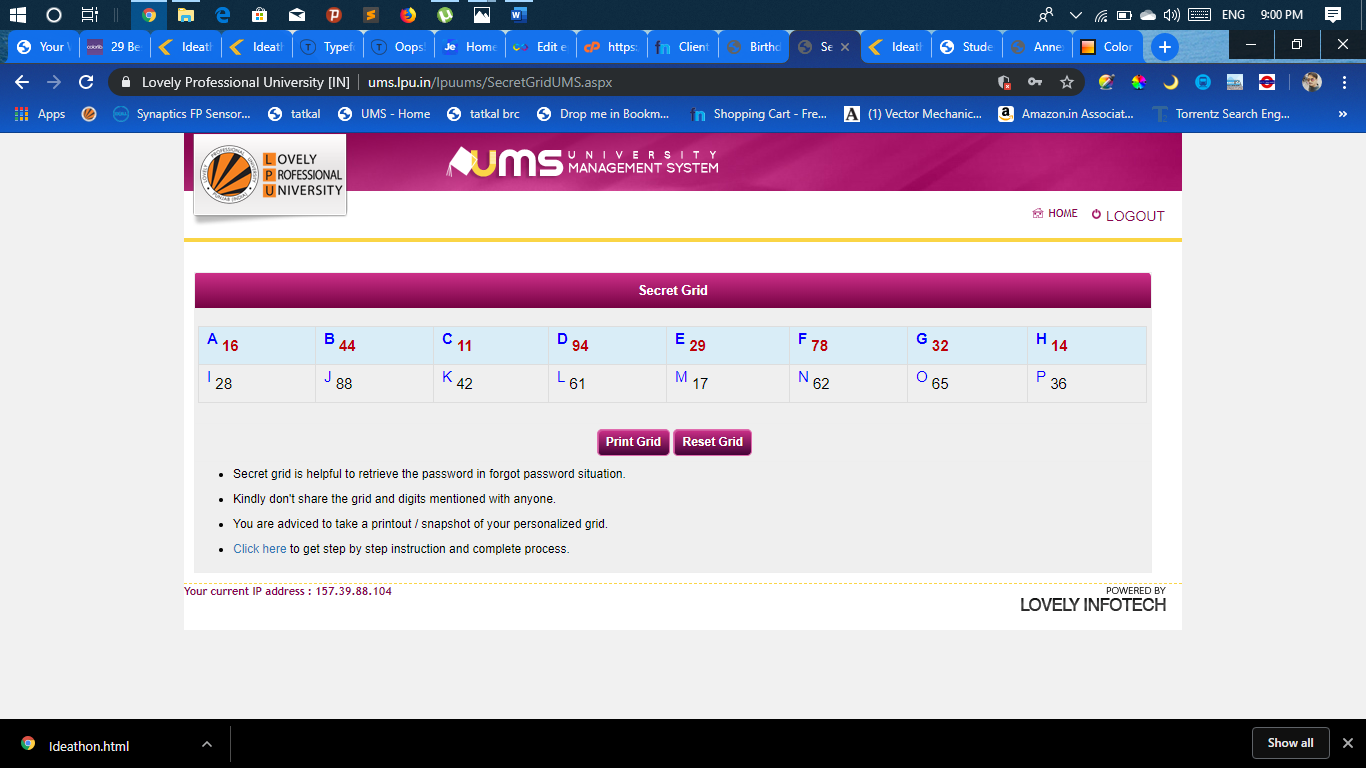 ENG 9:00 PM
Your \ 29 Be Ideath Ideath Typef Oops! Home Edit e https: Client Birthd Se Ideath Stude Anne Color
Lovely Professional University [IN] | ums.lpu.in/lpuums/SecretGridUMS.aspx
Apps Synaptics FP Sensor... tatkal UMS - Home tatkal brc Drop me in Bookm... Shopping Cart - Fre... (1) Vector Mechanic... Amazon.in Associat... Torrentz Search Eng... »
LOVELY PROFESSIONAL UNIVERSITY
UMS UNIVERSITY MANAGEMENT SYSTEM
HOME LOGOUT
Secret Grid
A 16 B 44 C 11 D 94 E 29 F 78 G 32 H 14
I 28 J 88 K 42 L 61 M 17 N 62 O 65 P 36
Print Grid Reset Grid
Secret grid is helpful to retrieve the password in forgot password situation.
Kindly don't share the grid and digits mentioned with anyone.
You are adviced to take a printout / snapshot of your personalized grid.
Click here to get step by step instruction and complete process.
Your current IP address : 157.39.88.104
POWERED BY
LOVELY INFOTECH
Ideathon.html Show all